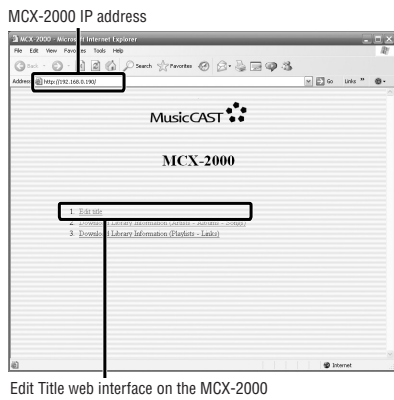 MCX-2000 IP address
MCX-2000 - Microsoft Internet Explorer
File Edit View Favorites Tools Help
Back Search Favorites
Address http://192.168.0.190/ Go Links »
MusicCAST
MCX-2000
1. Edit title
2. Download Library Information (Artists - Albums - Songs)
3. Download Library Information (Playlists - Links)
Internet
Edit Title web interface on the MCX-2000